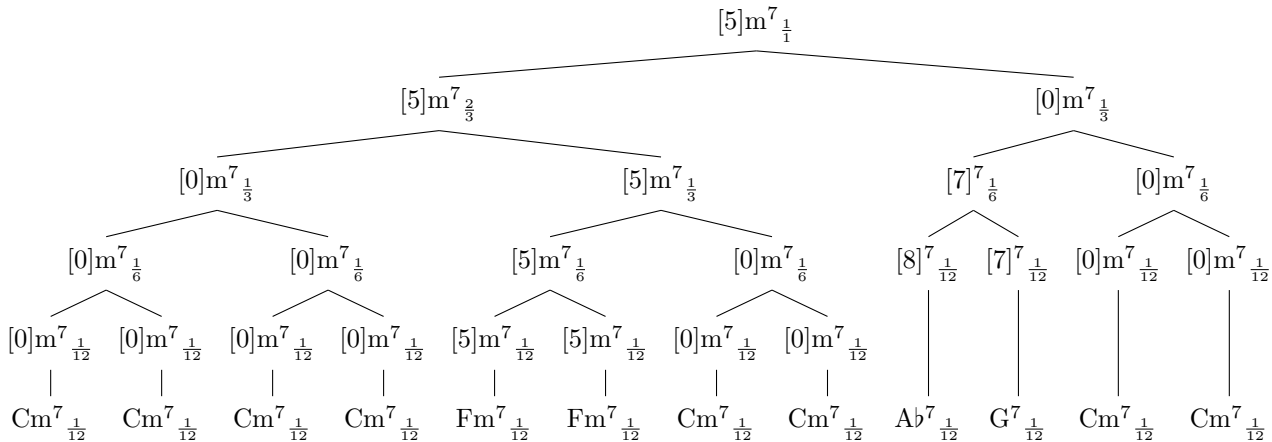 [5]m⁷ 1/1
[5]m⁷ 2/3 [0]m⁷ 1/3
[0]m⁷ 1/3 [5]m⁷ 1/3 [7]⁷ 1/6 [0]m⁷ 1/6
[0]m⁷ 1/6 [0]m⁷ 1/6 [5]m⁷ 1/6 [0]m⁷ 1/6 [8]⁷ 1/12 [7]⁷ 1/12 [0]m⁷ 1/12 [0]m⁷ 1/12
[0]m⁷ 1/12 [0]m⁷ 1/12 [0]m⁷ 1/12 [0]m⁷ 1/12 [5]m⁷ 1/12 [5]m⁷ 1/12 [0]m⁷ 1/12 [0]m⁷ 1/12
Cm⁷ 1/12 Cm⁷ 1/12 Cm⁷ 1/12 Cm⁷ 1/12 Fm⁷ 1/12 Fm⁷ 1/12 Cm⁷ 1/12 Cm⁷ 1/12 A♭⁷ 1/12 G⁷ 1/12 Cm⁷ 1/12 Cm⁷ 1/12